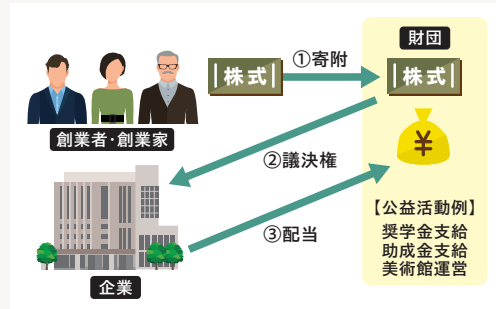 財団
株式
①寄附
株式
創業者・創業家
②議決権
¥
【公益活動例】
奨学金支給
助成金支給
美術館運営
③配当
企業